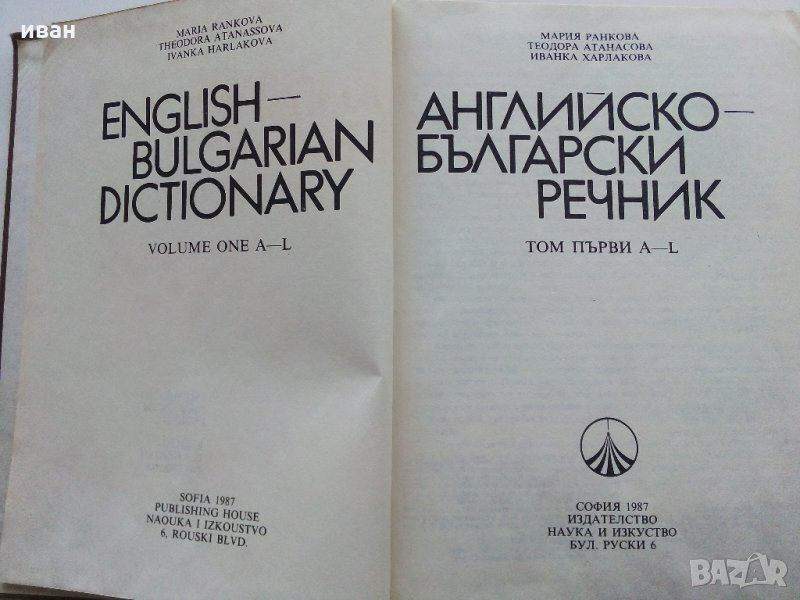 иван
MARIA RANKOVA
THEODORA ATANASSOVA
IVANKA HARLAKOVA
ENGLISH—
BULGARIAN
DICTIONARY
VOLUME ONE A—L
SOFIA 1987
PUBLISHING HOUSE
NAOUKA I IZKOUSTVO
6, ROUSKI BLVD.
МАРИЯ РАНКОВА
ТЕОДОРА АТАНАСОВА
ИВАНКА ХАРЛАКОВА
АНГЛИЙСКО—
БЪЛГАРСКИ
РЕЧНИК
ТОМ ПЪРВИ A—L
СОФИЯ 1987
ИЗДАТЕЛСТВО
НАУКА И ИЗКУСТВО
БУЛ. РУСКИ 6
BAZAR